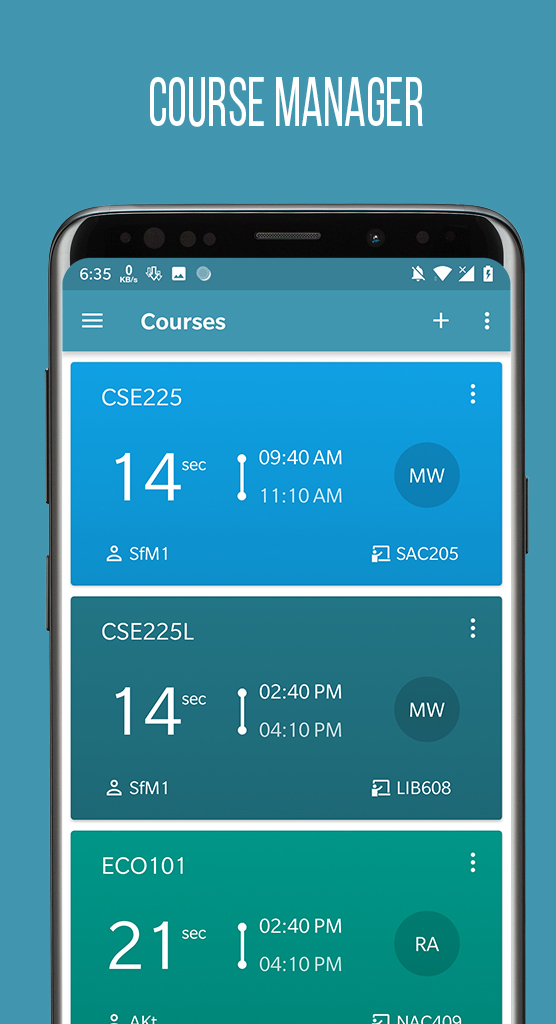 COURSE MANAGER
6:35 0 KB/s
Courses
CSE225
14 sec
09:40 AM
11:10 AM
MW
SfM1
SAC205
CSE225L
14 sec
02:40 PM
04:10 PM
MW
SfM1
LIB608
ECO101
21 sec
02:40 PM
04:10 PM
RA
AKt
NAC409